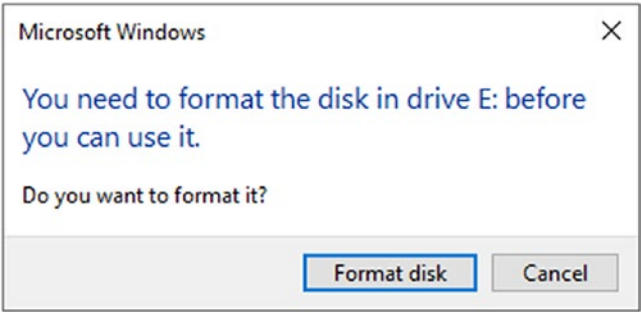 Microsoft Windows
You need to format the disk in drive E: before
you can use it.
Do you want to format it?
Format disk
Cancel